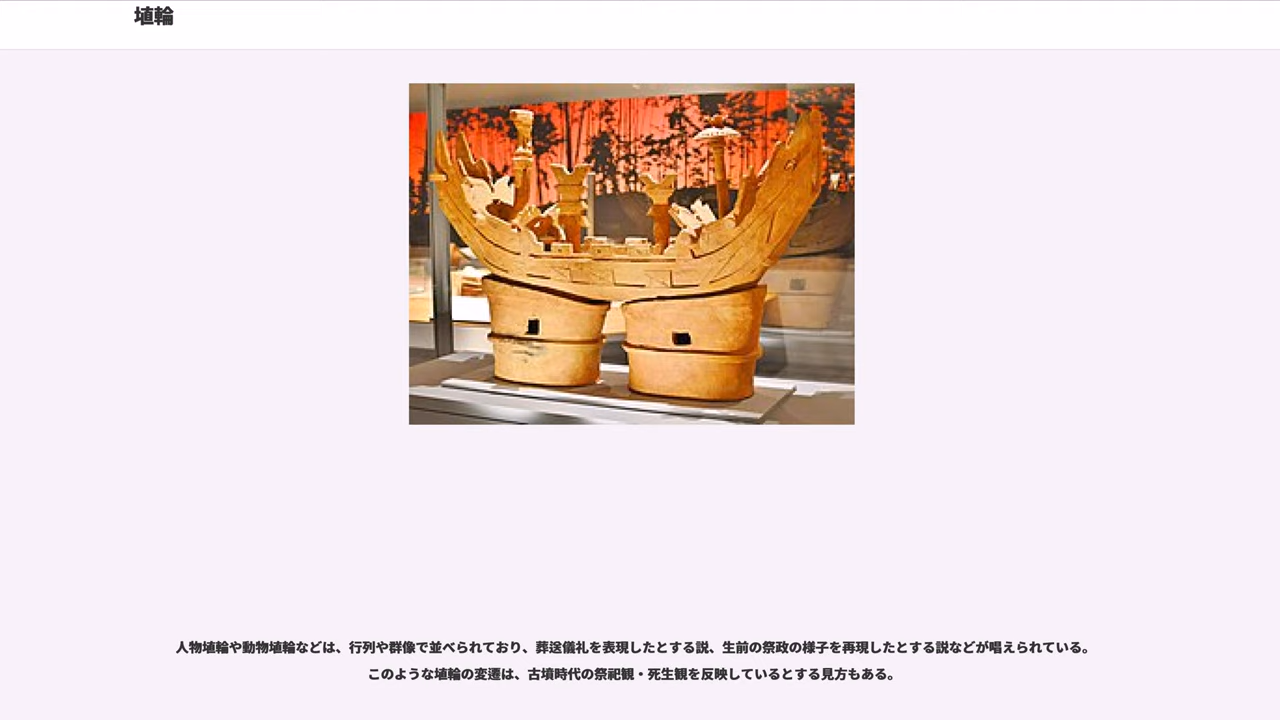 埴輪
人物埴輪や動物埴輪などは、行列や群像で並べられており、葬送儀礼を表現したとする説、生前の祭政の様子を再現したとする説などが唱えられている。
このような埴輪の変遷は、古墳時代の祭祀観・死生観を反映しているとする見方もある。